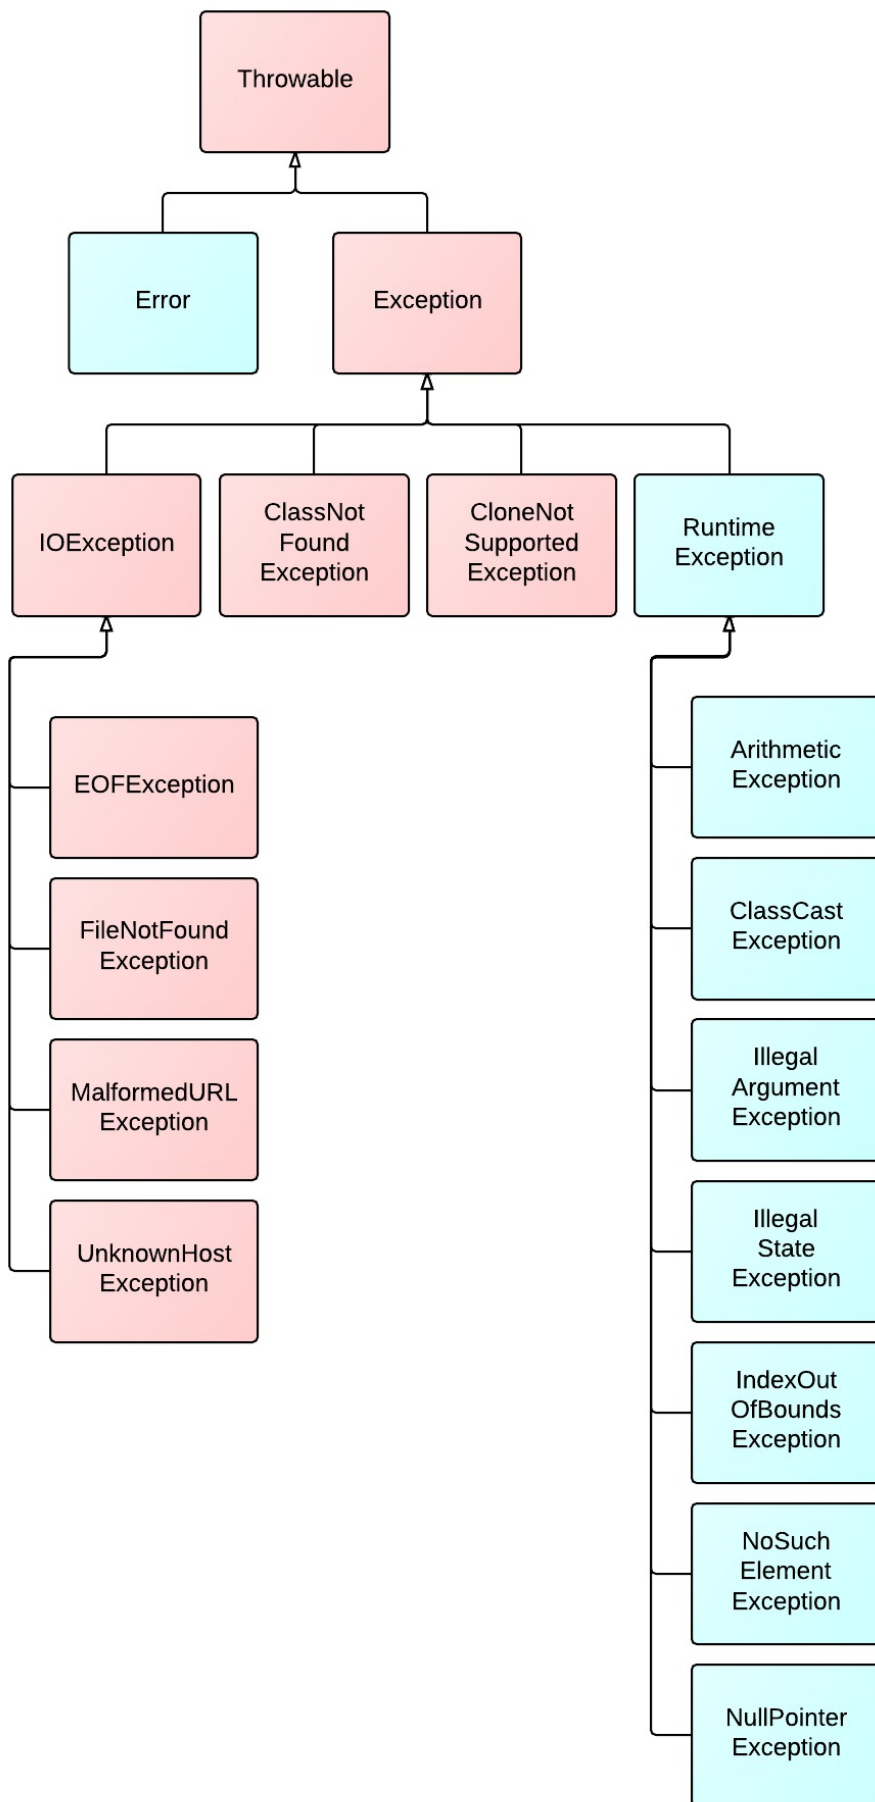 Throwable
Error
Exception
IOException
ClassNot
Found
Exception
CloneNot
Supported
Exception
Runtime
Exception
EOFException
FileNotFound
Exception
MalformedURL
Exception
UnknownHost
Exception
Arithmetic
Exception
ClassCast
Exception
Illegal
Argument
Exception
Illegal
State
Exception
IndexOut
OfBounds
Exception
NoSuch
Element
Exception
NullPointer
Exception